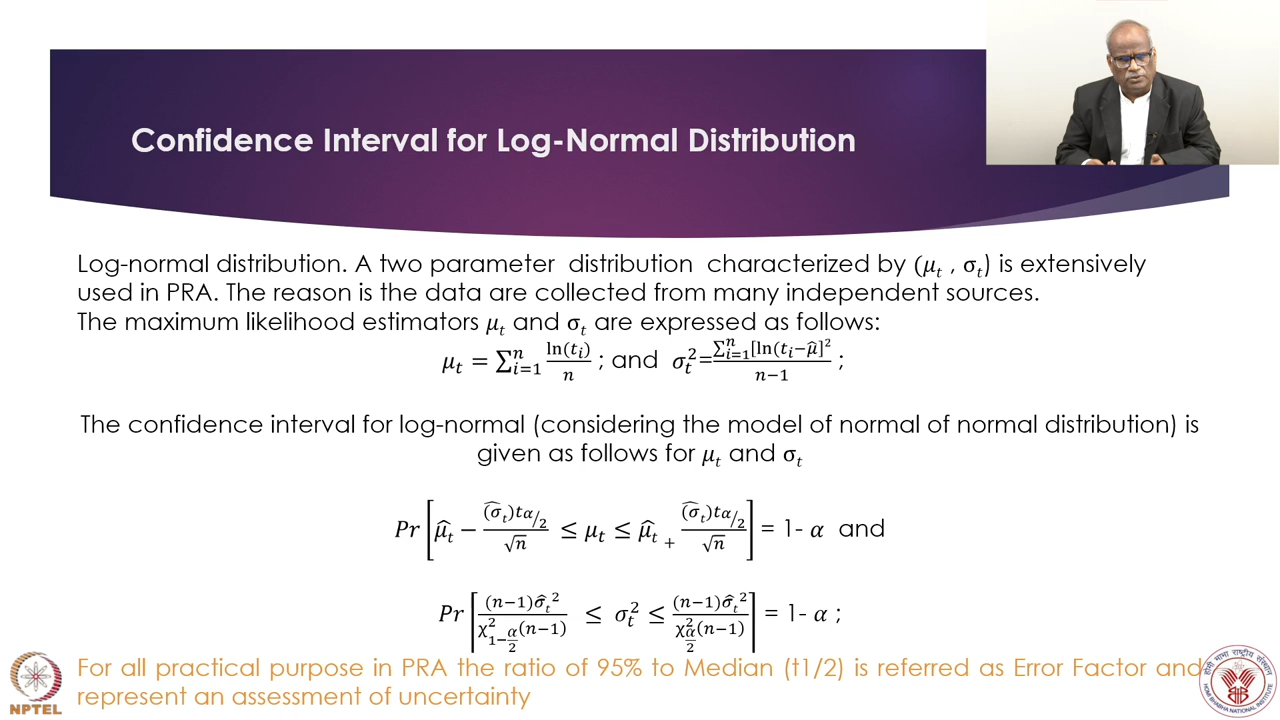 Confidence Interval for Log-Normal Distribution
Log-normal distribution. A two parameter distribution characterized by (𝜇ₜ , σₜ) is extensively
used in PRA. The reason is the data are collected from many independent sources.
The maximum likelihood estimators 𝜇ₜ and σₜ are expressed as follows:
𝜇ₜ = ∑ᵢ₌₁ⁿ ln(tᵢ)/n ; and σₜ²= ∑ᵢ₌₁ⁿ[ln(tᵢ−μ̂]²/(n−1) ;
The confidence interval for log-normal (considering the model of normal of normal distribution) is
given as follows for 𝜇ₜ and σₜ
Pr [μ̂ₜ − (σ̂ₜ)tα/2 / √n ≤ μₜ ≤ μ̂ₜ + (σ̂ₜ)tα/2 / √n] = 1- α and
Pr [(n−1)σ̂ₜ² / χ²1−α/2(n−1) ≤ σₜ² ≤ (n−1)σ̂ₜ² / χ²α/2(n−1)] = 1- α ;
For all practical purpose in PRA the ratio of 95% to Median (t1/2) is referred as Error Factor and
represent an assessment of uncertainty
NPTEL